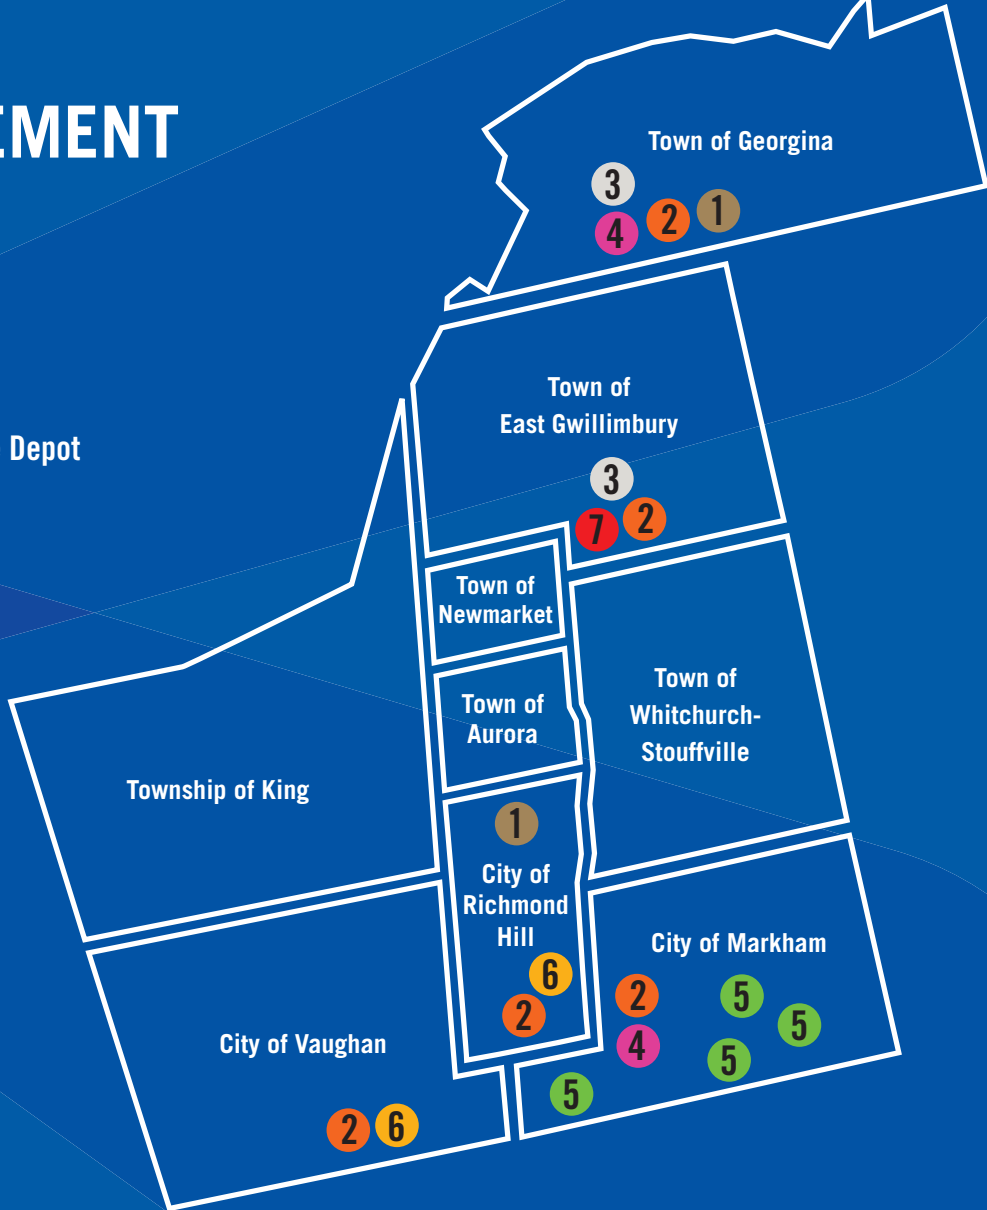 EMENT
Town of Georgina
3
4 2 1
Town of
East Gwillimbury
Depot
3
7 2
Town of
Newmarket
Town of
Whitchurch-
Stouffville
Town of
Aurora
Township of King
1
City of
Richmond
Hill
6
2
City of Markham
2 5
5
4 5
5
City of Vaughan
2 6